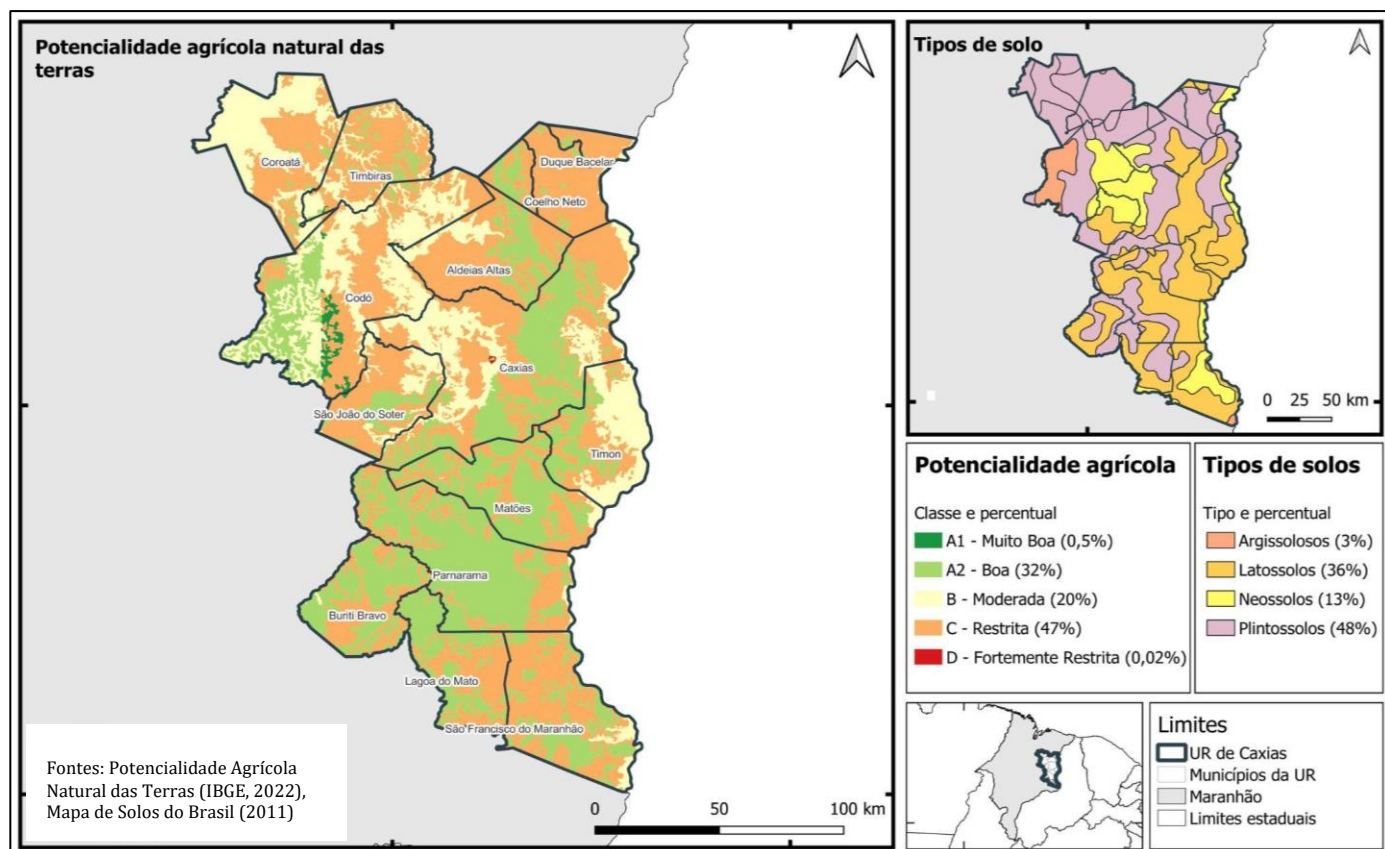 Potencialidade agrícola natural das
terras
Coroatá
Timbiras
Duque Bacelar
Coelho Neto
Aldeias Altas
Codó
Caxias
São João do Soter
Timon
Matões
Parnarama
Buriti Bravo
Lagoa do Mato
São Francisco do Maranhão
Fontes: Potencialidade Agrícola
Natural das Terras (IBGE, 2022),
Mapa de Solos do Brasil (2011)
0 50 100 km
Tipos de solo
0 25 50 km
Potencialidade agrícola
Classe e percentual
A1 - Muito Boa (0,5%)
A2 - Boa (32%)
B - Moderada (20%)
C - Restrita (47%)
D - Fortemente Restrita (0,02%)
Tipos de solos
Tipo e percentual
Argissolosos (3%)
Latossolos (36%)
Neossolos (13%)
Plintossolos (48%)
Limites
UR de Caxias
Municípios da UR
Maranhão
Limites estaduais